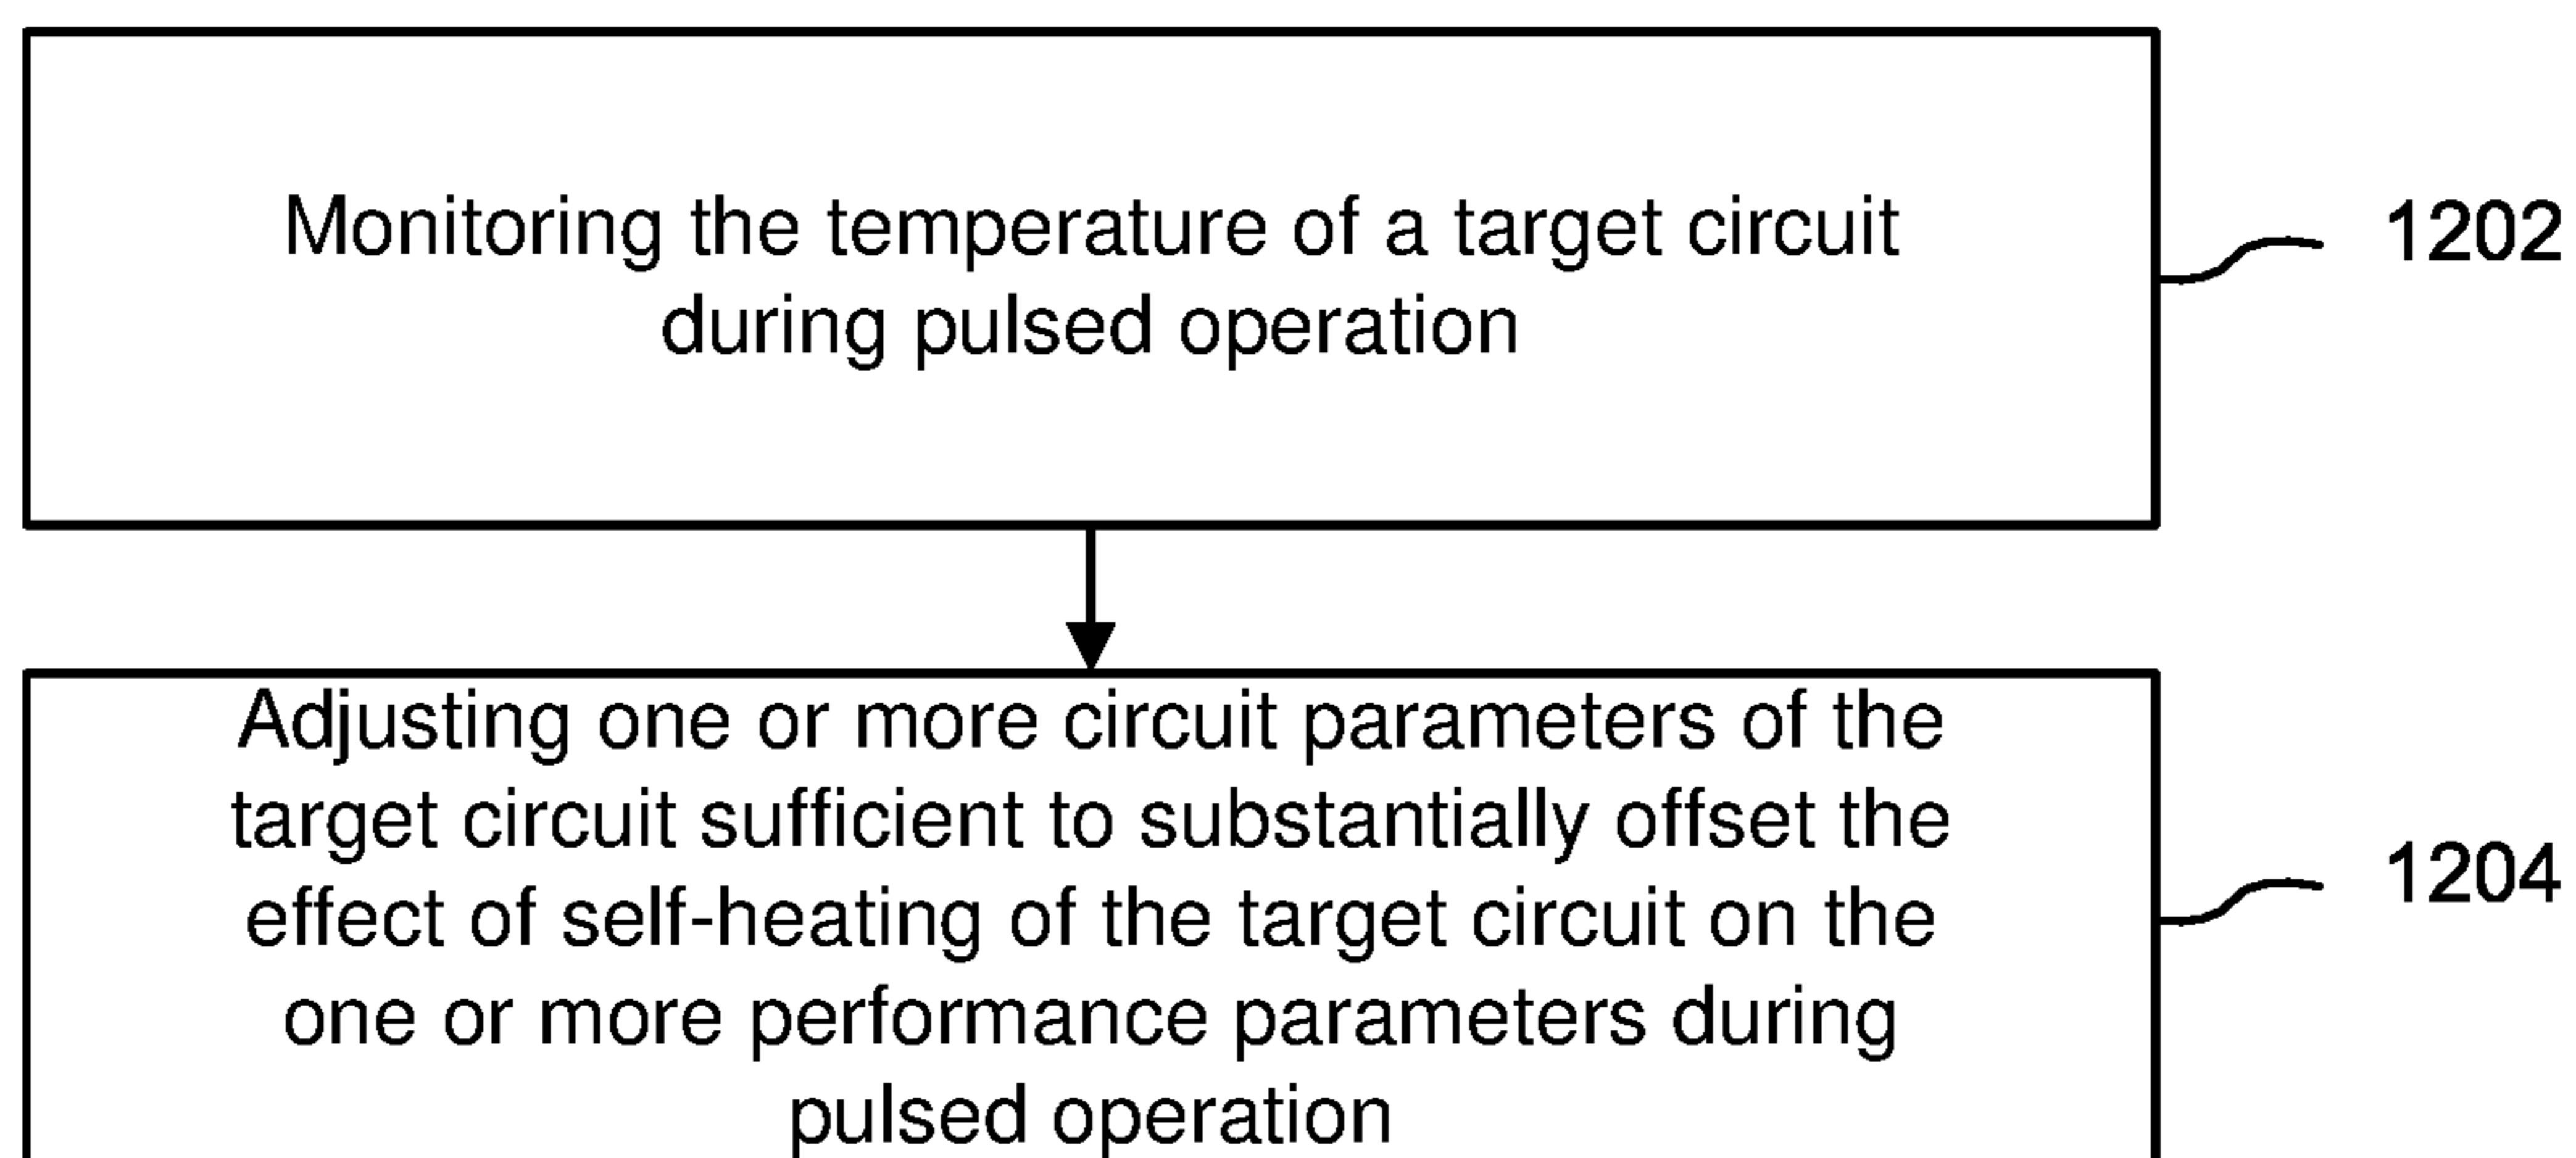 Monitoring the temperature of a target circuit
during pulsed operation
1202
Adjusting one or more circuit parameters of the
target circuit sufficient to substantially offset the
effect of self-heating of the target circuit on the
one or more performance parameters during
pulsed operation
1204